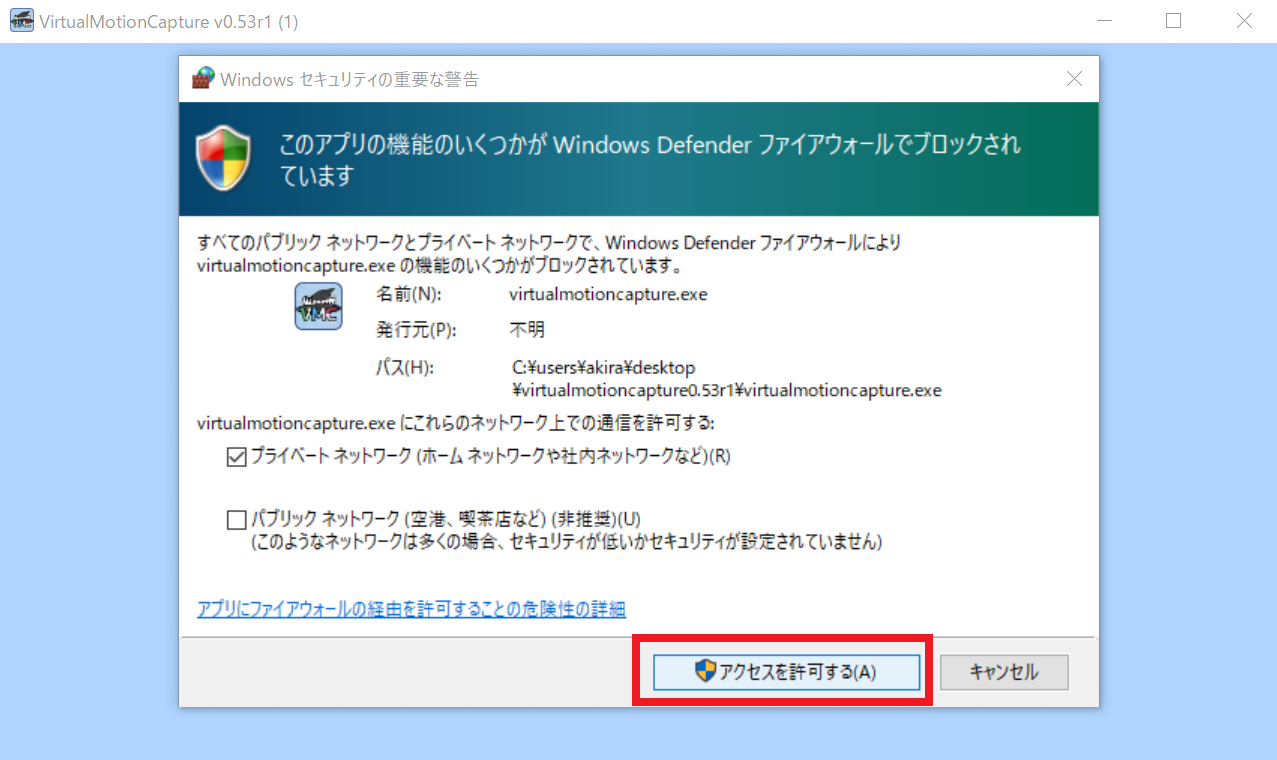 VirtualMotionCapture v0.53r1 (1)
Windows セキュリティの重要な警告
このアプリの機能のいくつかが Windows Defender ファイアウォールでブロックされ
ています
すべてのパブリック ネットワークとプライベート ネットワークで、Windows Defender ファイアウォールにより
virtualmotioncapture.exe の機能のいくつかがブロックされています。
VMC
名前(N): virtualmotioncapture.exe
発行元(P): 不明
パス(H): C:¥users¥akira¥desktop
¥virtualmotioncapture0.53r1¥virtualmotioncapture.exe
virtualmotioncapture.exe にこれらのネットワーク上での通信を許可する:
プライベート ネットワーク (ホーム ネットワークや社内ネットワークなど)(R)
パブリック ネットワーク (空港、喫茶店など) (非推奨)(U)
(このようなネットワークは多くの場合、セキュリティが低いかセキュリティが設定されていません)
アプリにファイアウォールの経由を許可することの危険性の詳細
アクセスを許可する(A) キャンセル